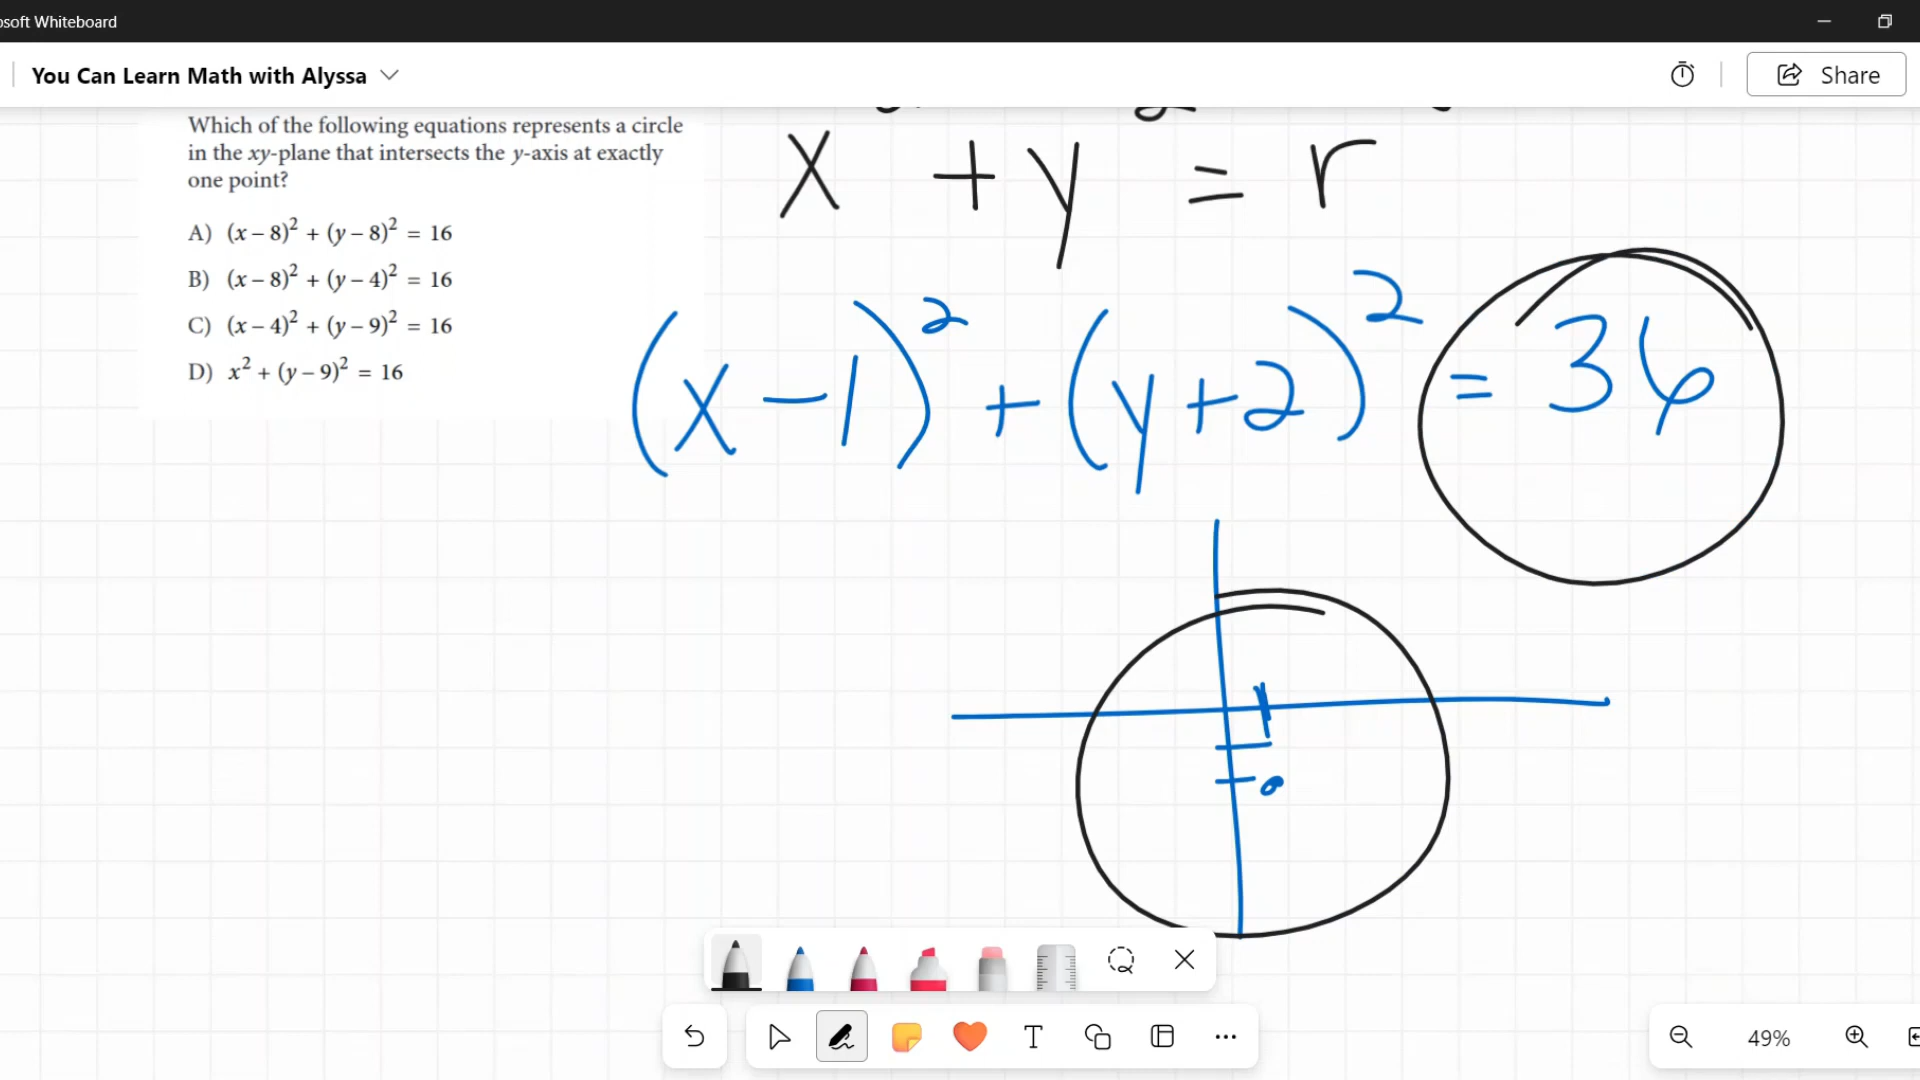 osoft Whiteboard
You Can Learn Math with Alyssa
Share
Which of the following equations represents a circle
in the xy-plane that intersects the y-axis at exactly
one point?
A) (x – 8)² + (y – 8)² = 16
B) (x – 8)² + (y – 4)² = 16
C) (x – 4)² + (y – 9)² = 16
D) x² + (y – 9)² = 16
x + y = r
(x − 1)² + (y + 2)² = 36
T
49%